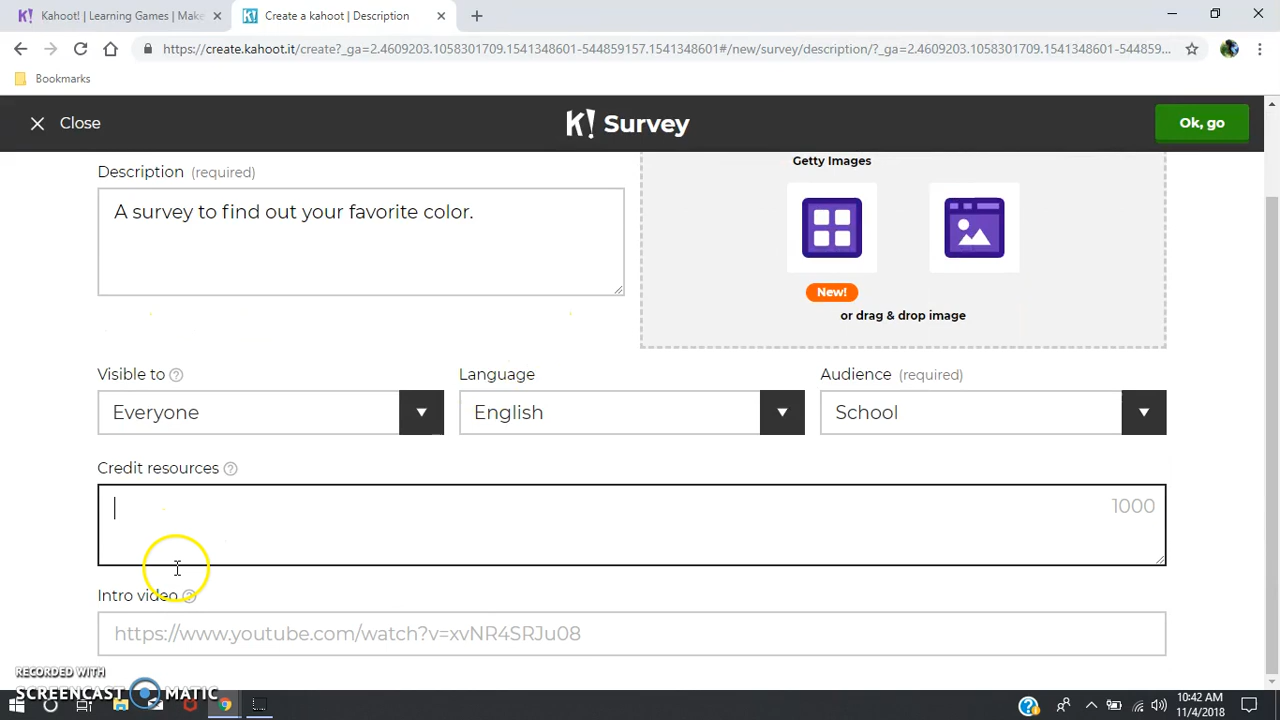 Kahoot! | Learning Games | Make
Create a kahoot | Description
https://create.kahoot.it/create?_ga=2.4609203.1058301709.1541348601-544859157.1541348601#/new/survey/description/?_ga=2.4609203.1058301709.1541348601-544859...
Bookmarks
Close
K! Survey
Ok, go
Description (required)
Getty Images
A survey to find out your favorite color.
New!
or drag & drop image
Visible to ?
Language
Audience (required)
Everyone
English
School
Credit resources ?
1000
Intro video ?
https://www.youtube.com/watch?v=xvNR4SRJu08
RECORDED WITH
SCREENCAST MATIC
10:42 AM
11/4/2018